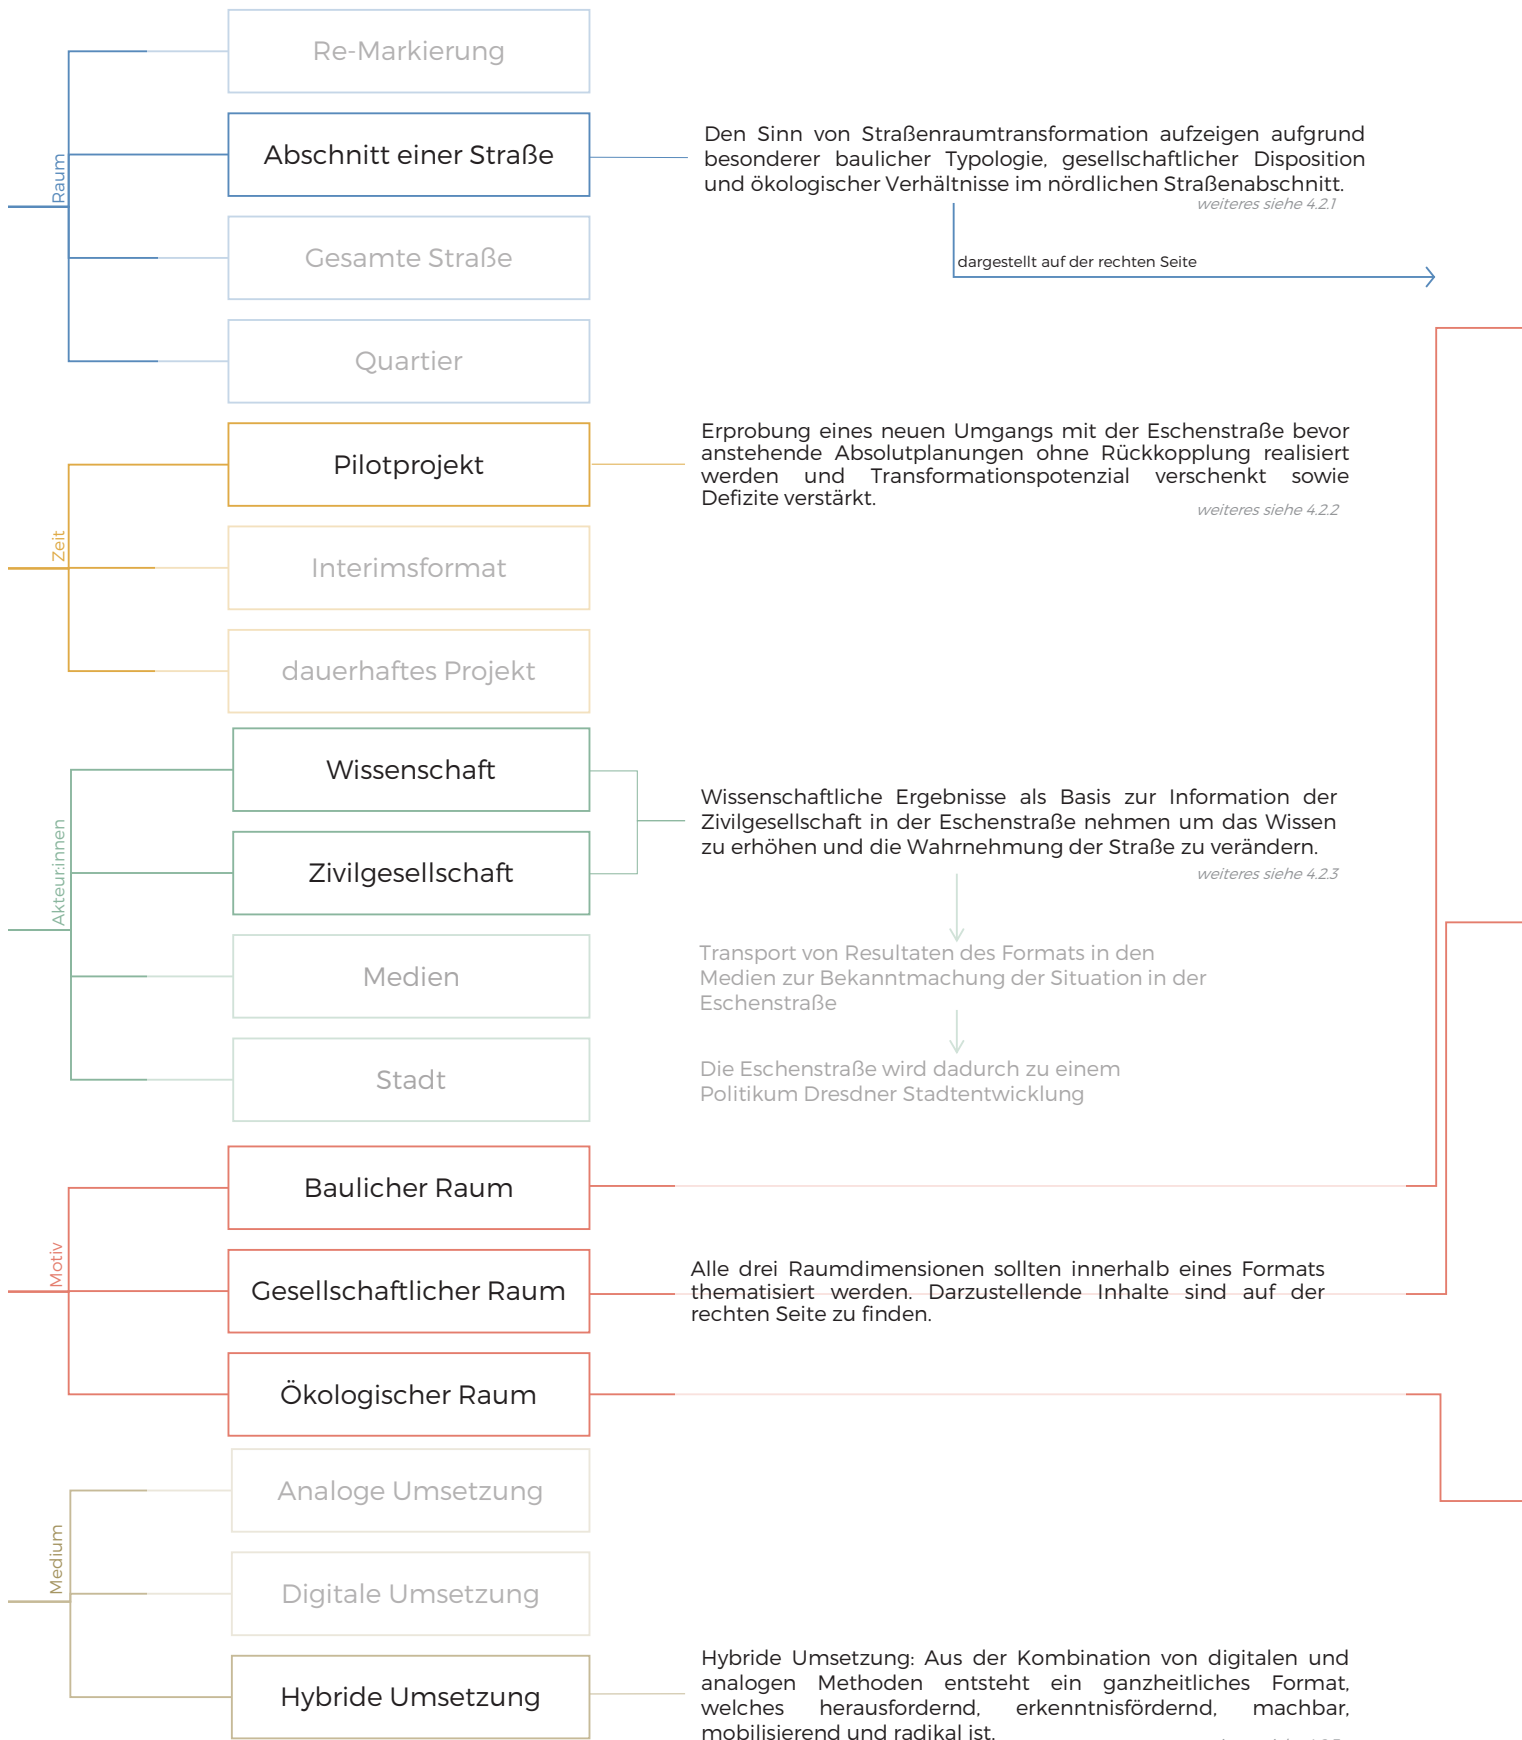 Raum
Re-Markierung
Abschnitt einer Straße
Den Sinn von Straßenraumtransformation aufzeigen aufgrund
besonderer baulicher Typologie, gesellschaftlicher Disposition
und ökologischer Verhältnisse im nördlichen Straßenabschnitt.
weiteres siehe 4.2.1
dargestellt auf der rechten Seite
Gesamte Straße
Quartier
Zeit
Pilotprojekt
Erprobung eines neuen Umgangs mit der Eschenstraße bevor
anstehende Absolutplanungen ohne Rückkopplung realisiert
werden und Transformationspotenzial verschenkt sowie
Defizite verstärkt.
weiteres siehe 4.2.2
Interimsformat
dauerhaftes Projekt
Akteur:innen
Wissenschaft
Zivilgesellschaft
Wissenschaftliche Ergebnisse als Basis zur Information der
Zivilgesellschaft in der Eschenstraße nehmen um das Wissen
zu erhöhen und die Wahrnehmung der Straße zu verändern.
weiteres siehe 4.2.3
Medien
Transport von Resultaten des Formats in den
Medien zur Bekanntmachung der Situation in der
Eschenstraße
Stadt
Die Eschenstraße wird dadurch zu einem
Politikum Dresdner Stadtentwicklung
Motiv
Baulicher Raum
Gesellschaftlicher Raum
Alle drei Raumdimensionen sollten innerhalb eines Formats
thematisiert werden. Darzustellende Inhalte sind auf der
rechten Seite zu finden.
Ökologischer Raum
Medium
Analoge Umsetzung
Digitale Umsetzung
Hybride Umsetzung
Hybride Umsetzung: Aus der Kombination von digitalen und
analogen Methoden entsteht ein ganzheitliches Format,
welches herausfordernd, erkenntnisfördernd, machbar,
mobilisierend und radikal ist.